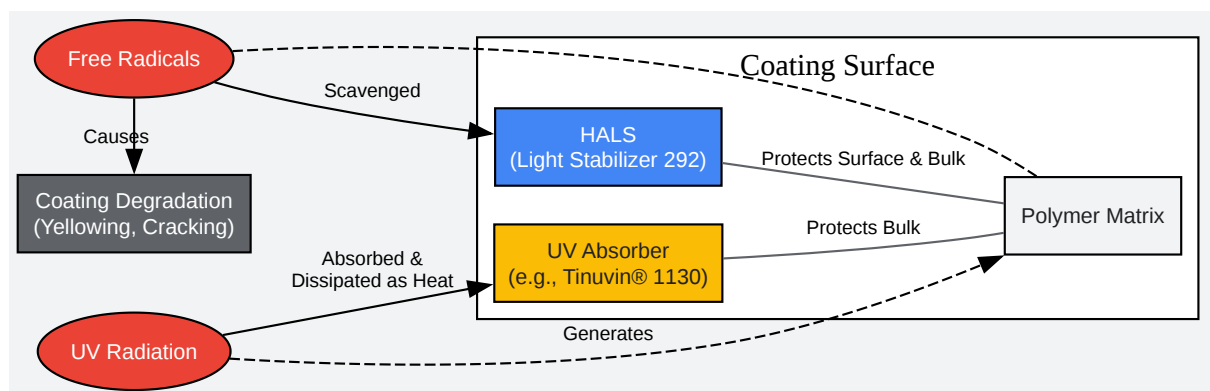 Free Radicals
Coating Surface
Scavenged
Causes
HALS
(Light Stabilizer 292)
Protects Surface & Bulk
Coating Degradation
(Yellowing, Cracking)
Polymer Matrix
Protects Bulk
UV Absorber
(e.g., Tinuvin® 1130)
Absorbed &
Dissipated as Heat
Generates
UV Radiation